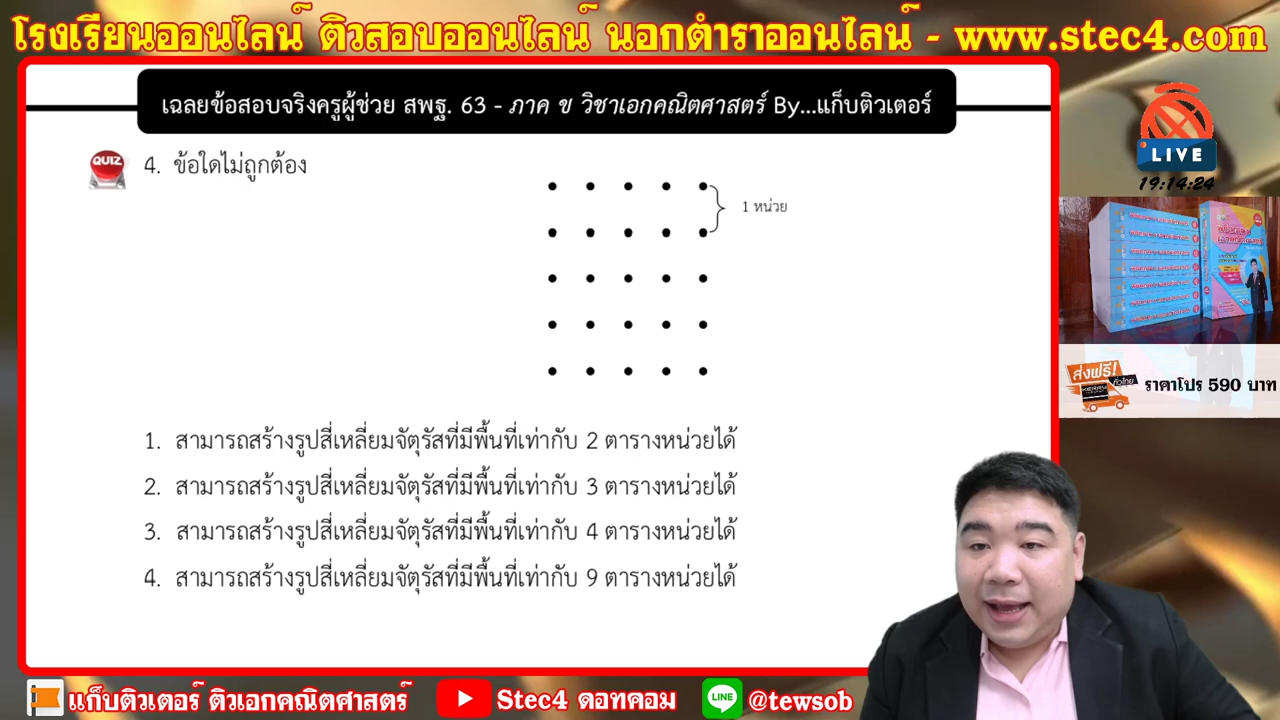 โรงเรียนออนไลน์ ติวสอบออนไลน์ นอกตำราออนไลน์ - www.stec4.com
เฉลยข้อสอบจริงครูผู้ช่วย สพฐ. 63 - ภาค ข วิชาเอกคณิตศาสตร์ By...แก็บติวเตอร์
LIVE
19:14:24
QUIZ
4. ข้อใดไม่ถูกต้อง
1 หน่วย
ส่งฟรี!
ทั่วไทย
ราคาโปร 590 บาท
1. สามารถสร้างรูปสี่เหลี่ยมจัตุรัสที่มีพื้นที่เท่ากับ 2 ตารางหน่วยได้
2. สามารถสร้างรูปสี่เหลี่ยมจัตุรัสที่มีพื้นที่เท่ากับ 3 ตารางหน่วยได้
3. สามารถสร้างรูปสี่เหลี่ยมจัตุรัสที่มีพื้นที่เท่ากับ 4 ตารางหน่วยได้
4. สามารถสร้างรูปสี่เหลี่ยมจัตุรัสที่มีพื้นที่เท่ากับ 9 ตารางหน่วยได้
แก็บติวเตอร์ ติวเอกคณิตศาสตร์ Stec4 ดอทคอม LINE @tewsob